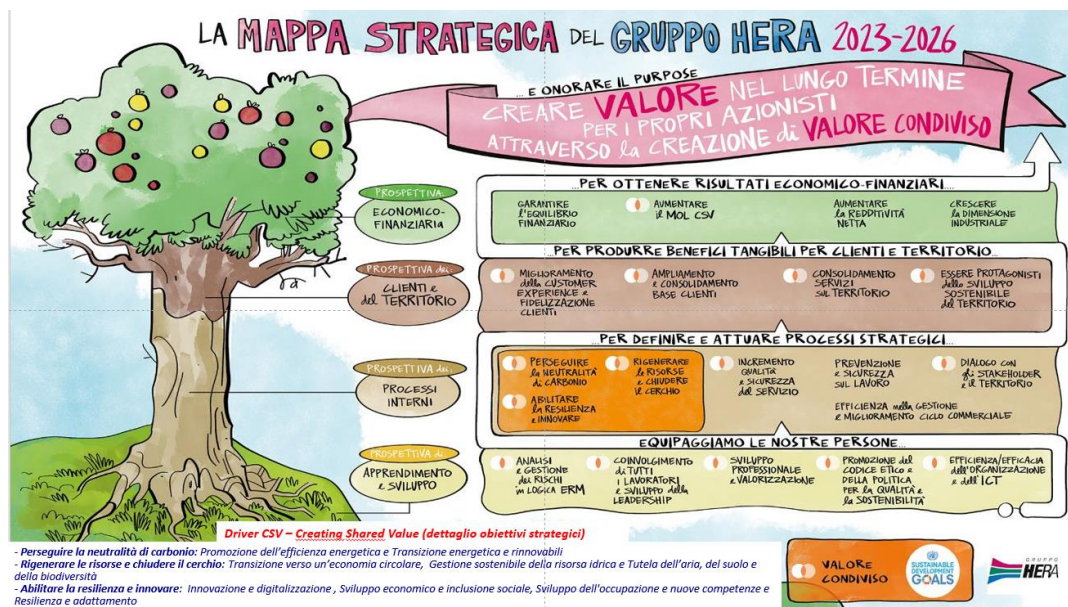 LA MAPPA STRATEGICA DEL GRUPPO HERA 2023-2026
... E ONORARE IL PURPOSE
CREARE VALORE NEL LUNGO TERMINE
PER I PROPRI AZIONISTI
ATTRAVERSO la CREAZIONE di VALORE CONDIVISO
PROSPETTIVA:
ECONOMICO-
FINANZIARIA
...PER OTTENERE RISULTATI ECONOMICO-FINANZIARI...
GARANTIRE
l'EQUILIBRIO
FINANZIARIO
AUMENTARE
il MOL CSV
AUMENTARE
la REDDITIVITÀ
NETTA
CRESCERE
la DIMENSIONE
INDUSTRIALE
PROSPETTIVA dei:
CLIENTI e
del TERRITORIO
...PER PRODURRE BENEFICI TANGIBILI PER CLIENTI E TERRITORIO...
MIGLIORAMENTO
della CUSTOMER
EXPERIENCE e
FIDELIZZAZIONE
CLIENTI
AMPLIAMENTO
e CONSOLIDAMENTO
BASE CLIENTI
CONSOLIDAMENTO
SERVIZI
sul TERRITORIO
ESSERE PROTAGONISTI
dello SVILUPPO
SOSTENIBILE
del TERRITORIO
PROSPETTIVA dei:
PROCESSI
INTERNI
...PER DEFINIRE E ATTUARE PROCESSI STRATEGICI...
PERSEGUIRE
la NEUTRALITÀ
di CARBONIO
RIGENERARE
le RISORSE
e CHIUDERE
il CERCHIO
ABILITARE
la RESILIENZA
e INNOVARE
INCREMENTO
QUALITÀ
e SICUREZZA
del SERVIZIO
PREVENZIONE
e SICUREZZA
SUL LAVORO
EFFICIENZA nella GESTIONE
e MIGLIORAMENTO CICLO COMMERCIALE
DIALOGO CON
gli STAKEHOLDER
e il TERRITORIO
PROSPETTIVA di
APPRENDIMENTO
e SVILUPPO
EQUIPAGGIAMO LE NOSTRE PERSONE...
ANALISI
e GESTIONE
dei RISCHI
in LOGICA ERM
COINVOLGIMENTO
di TUTTI
i LAVORATORI
e SVILUPPO della
LEADERSHIP
SVILUPPO
PROFESSIONALE
e VALORIZZAZIONE
PROMOZIONE del
CODICE ETICO e
DELLA POLITICA
PER la QUALITÀ e
la SOSTENIBILITÀ
EFFICIENZA/EFFICACIA
dell'ORGANIZZAZIONE
e dell'ICT
Driver CSV – Creating Shared Value (dettaglio obiettivi strategici)
- Perseguire la neutralità di carbonio: Promozione dell'efficienza energetica e Transizione energetica e rinnovabili
- Rigenerare le risorse e chiudere il cerchio: Transizione verso un'economia circolare, Gestione sostenibile della risorsa idrica e Tutela dell'aria, del suolo e
della biodiversità
- Abilitare la resilienza e innovare: Innovazione e digitalizzazione , Sviluppo economico e inclusione sociale, Sviluppo dell'occupazione e nuove competenze e
Resilienza e adattamento
VALORE
CONDIVISO
SUSTAINABLE
DEVELOPMENT
GOALS
GRUPPO
HERA